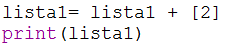 lista1= lista1 + [2]
print(lista1)